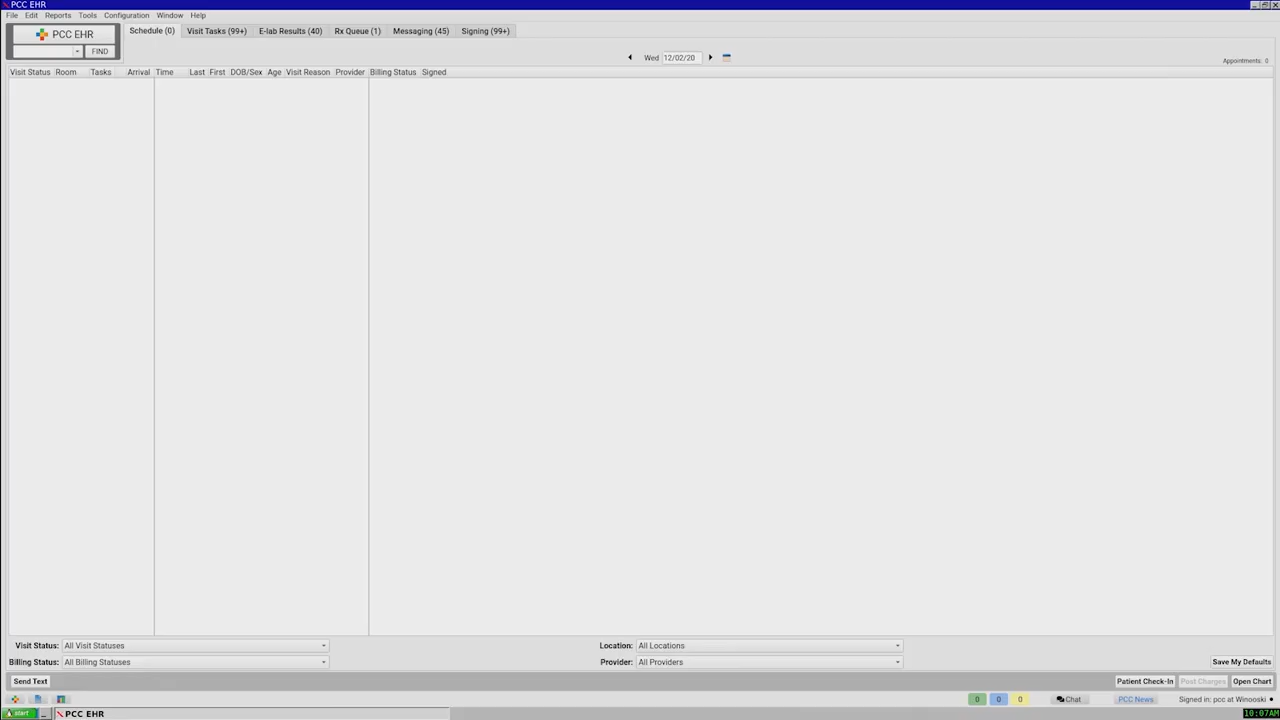 PCC EHR
File Edit Reports Tools Configuration Window Help
PCC EHR
FIND
Schedule (0) Visit Tasks (99+) E-lab Results (40) Rx Queue (1) Messaging (45) Signing (99+)
Wed 12/02/20
Appointments: 0
Visit Status Room Tasks Arrival Time Last First DOB/Sex Age Visit Reason Provider Billing Status Signed
Visit Status: All Visit Statuses Location: All Locations
Billing Status: All Billing Statuses Provider: All Providers Save My Defaults
Send Text Patient Check-In Post Charges Open Chart
0 0 0 Chat PCC News Signed in: pcc at Winooski
start PCC EHR 10:07AM